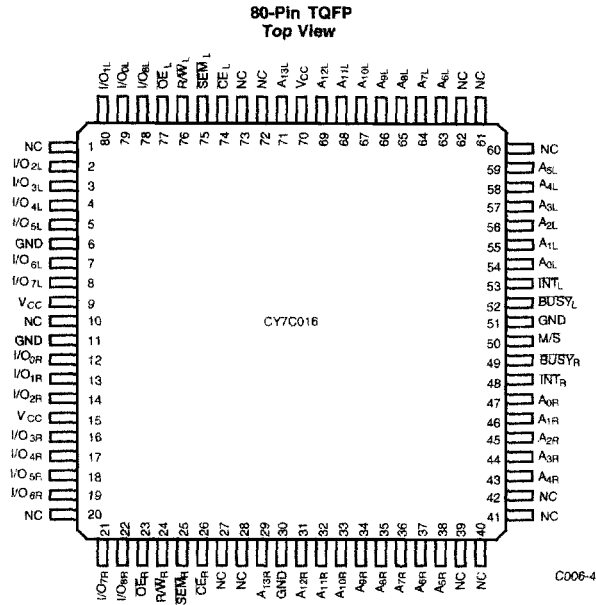 80-Pin TQFP
Top View
I/O1L I/O0L I/O8L OEL R/WL SEML CEL NC NC A13L VCC A12L A11L A10L A9L A8L A7L A6L NC NC
80 79 78 77 76 75 74 73 72 71 70 69 68 67 66 65 64 63 62 61
NC 1
I/O2L 2
I/O3L 3
I/O4L 4
I/O5L 5
GND 6
I/O6L 7
I/O7L 8
VCC 9
NC 10
GND 11
I/O0R 12
I/O1R 13
I/O2R 14
VCC 15
I/O3R 16
I/O4R 17
I/O5R 18
I/O6R 19
NC 20
CY7C016
60 NC
59 A5L
58 A4L
57 A3L
56 A2L
55 A1L
54 A0L
53 INTL
52 BUSYL
51 GND
50 M/S
49 BUSYR
48 INTR
47 A0R
46 A1R
45 A2R
44 A3R
43 A4R
42 NC
41 NC
21 22 23 24 25 26 27 28 29 30 31 32 33 34 35 36 37 38 39 40
I/O7R I/O8R OER R/WR SEMR CER NC NC A13R GND A12R A11R A10R A9R A8R A7R A6R A5R NC NC
C006-4